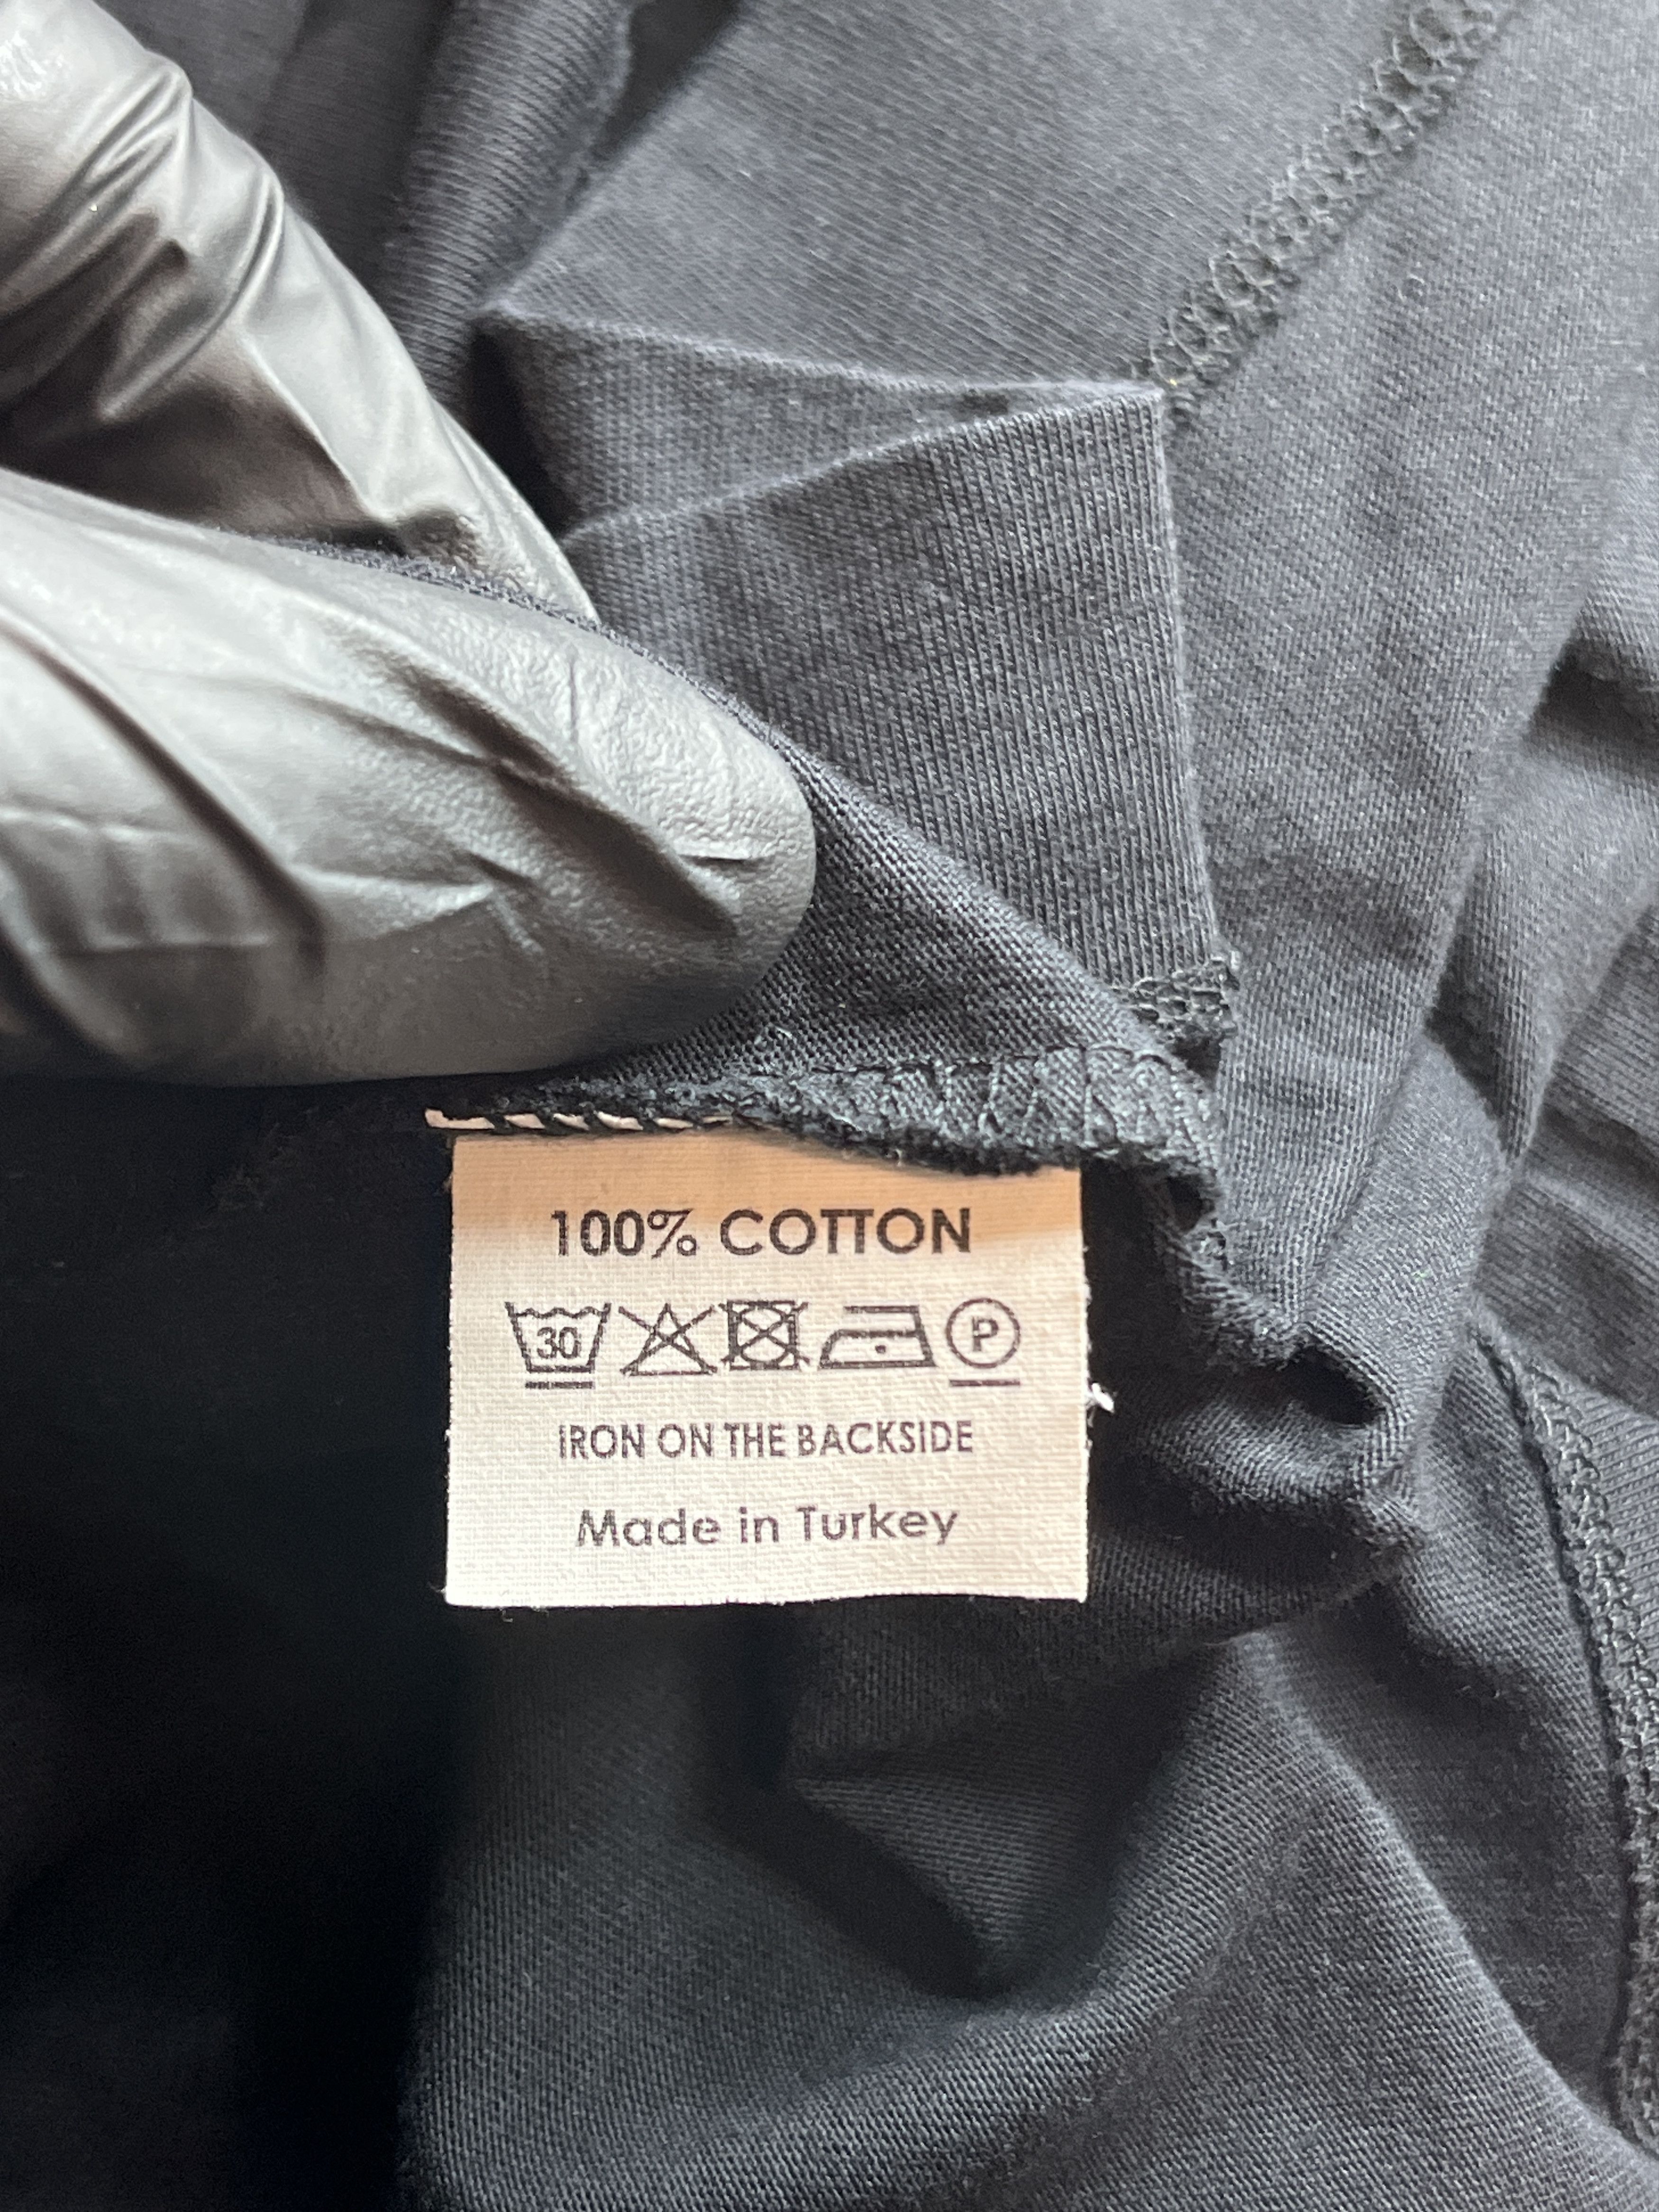 100% COTTON
30 P
IRON ON THE BACKSIDE
Made in Turkey